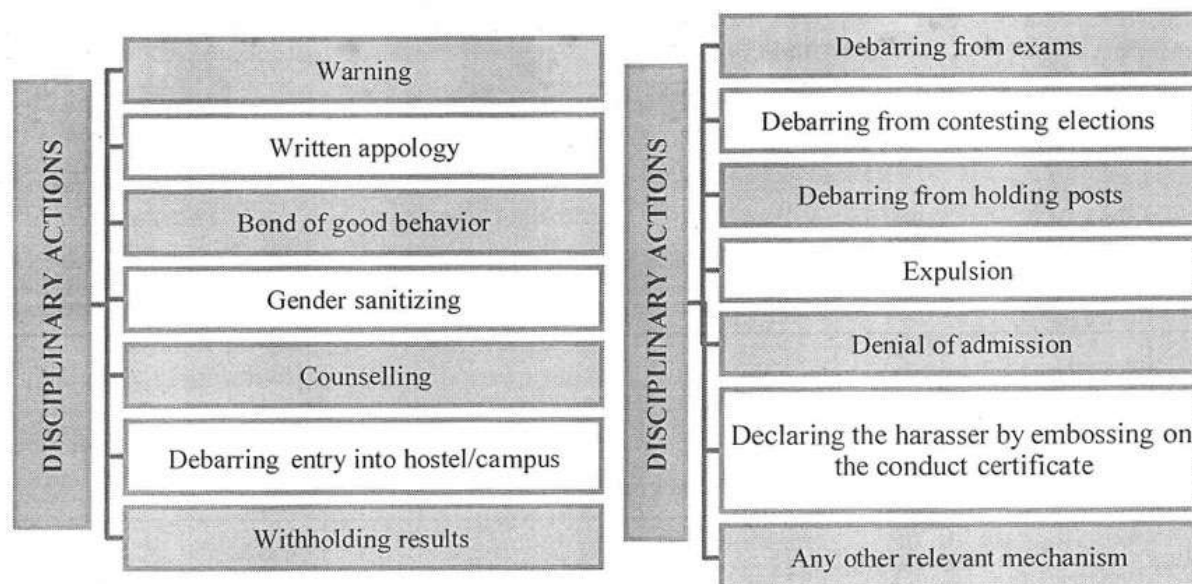 DISCIPLINARY ACTIONS
Warning
Written appology
Bond of good behavior
Gender sanitizing
Counselling
Debarring entry into hostel/campus
Withholding results
DISCIPLINARY ACTIONS
Debarring from exams
Debarring from contesting elections
Debarring from holding posts
Expulsion
Denial of admission
Declaring the harasser by embossing on
the conduct certificate
Any other relevant mechanism